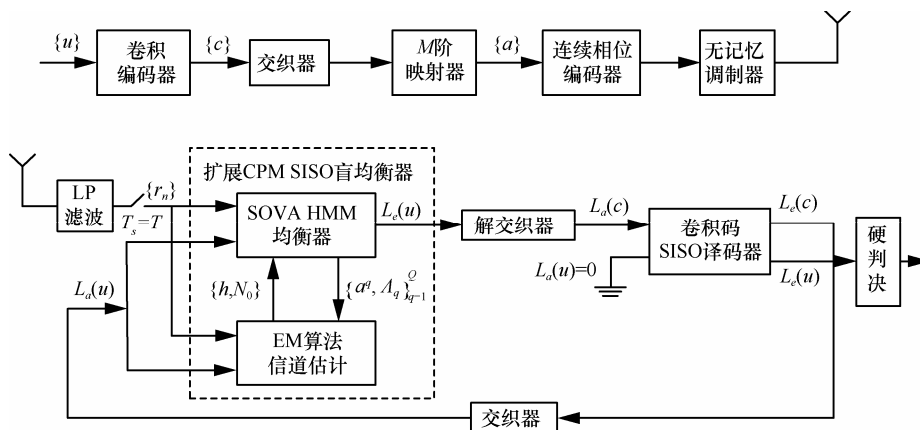 {u}
卷积
编码器
{c}
交织器
M阶
映射器
{a}
连续相位
编码器
无记忆
调制器
扩展CPM SISO盲均衡器
LP
滤波
{r_n}
T_s=T
SOVA HMM
均衡器
L_e(u)
解交织器
L_a(c)
卷积码
SISO译码器
L_e(c)
L_e(u)
硬
判
决
L_a(u)=0
L_a(u)
{h,N_0}
{a^q, Λ_q}_{q-1}^Q
EM算法
信道估计
交织器